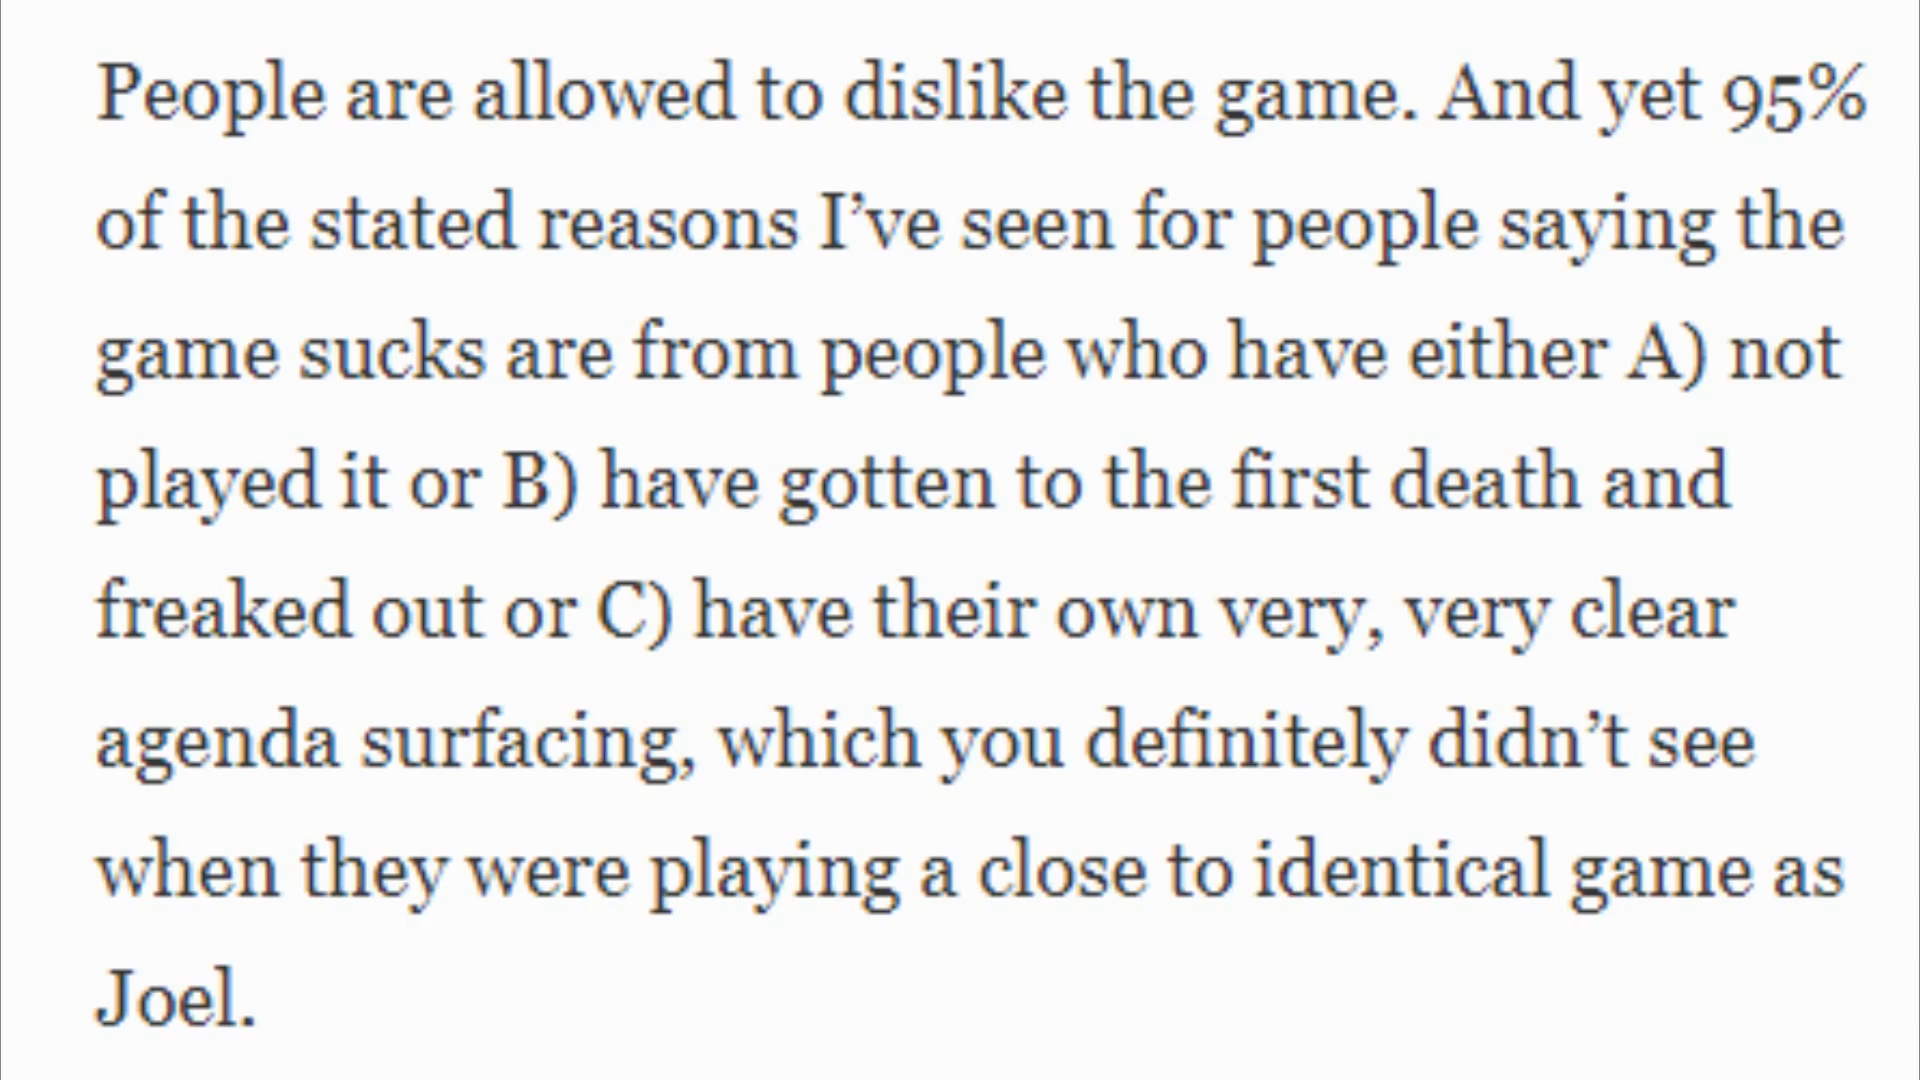 People are allowed to dislike the game. And yet 95%
of the stated reasons I’ve seen for people saying the
game sucks are from people who have either A) not
played it or B) have gotten to the first death and
freaked out or C) have their own very, very clear
agenda surfacing, which you definitely didn’t see
when they were playing a close to identical game as
Joel.